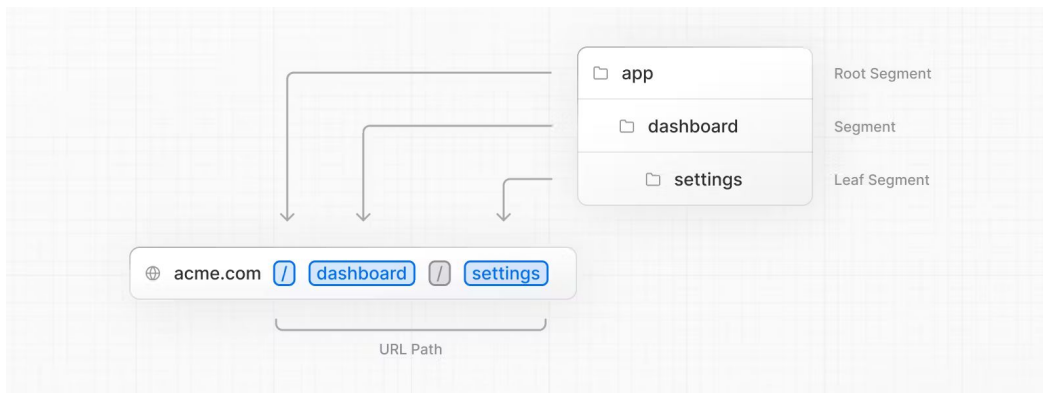 app
Root Segment
dashboard
Segment
settings
Leaf Segment
acme.com / dashboard / settings
URL Path